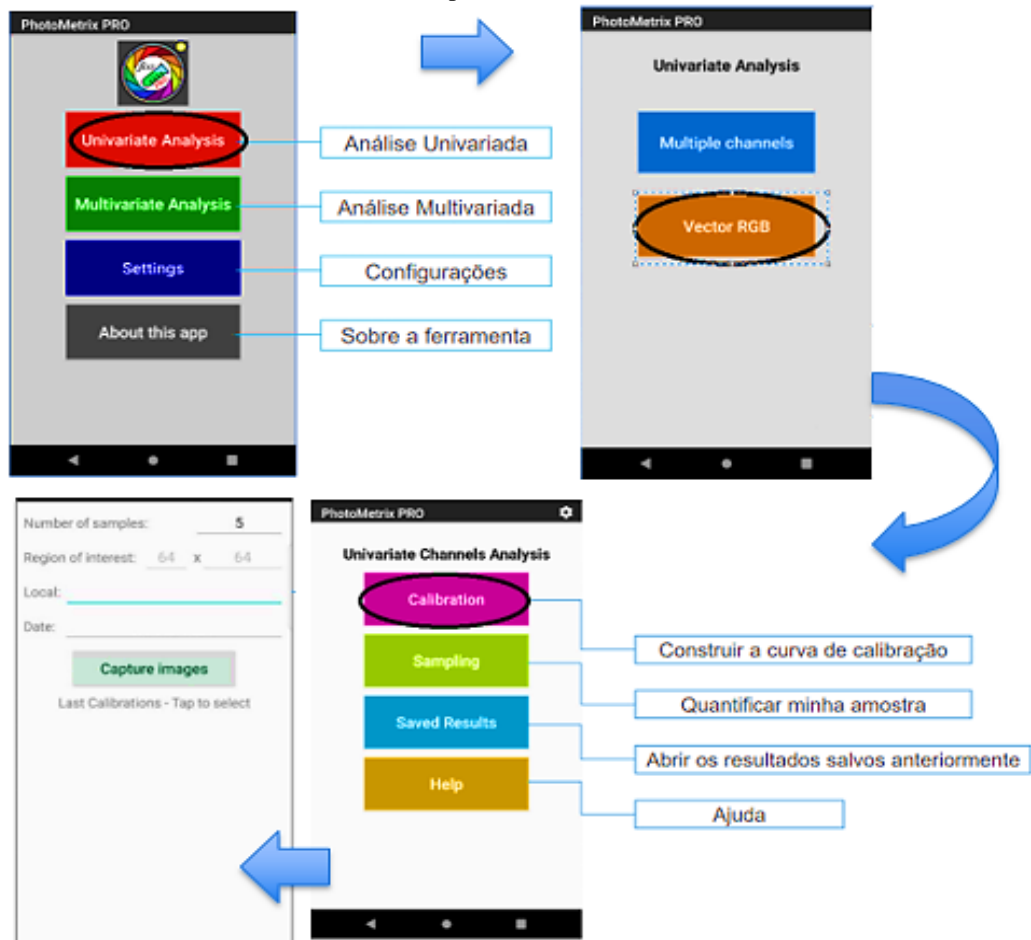 PhotoMetrix PRO
Univariate Analysis
Multivariate Analysis
Settings
About this app
Análise Univariada
Análise Multivariada
Configurações
Sobre a ferramenta
PhotoMetrix PRO
Univariate Analysis
Multiple channels
Vector RGB
Number of samples: 5
Region of interest: 64 x 64
Local:
Date:
Capture images
Last Calibrations - Tap to select
PhotoMetrix PRO
Univariate Channels Analysis
Calibration
Sampling
Saved Results
Help
Construir a curva de calibração
Quantificar minha amostra
Abrir os resultados salvos anteriormente
Ajuda